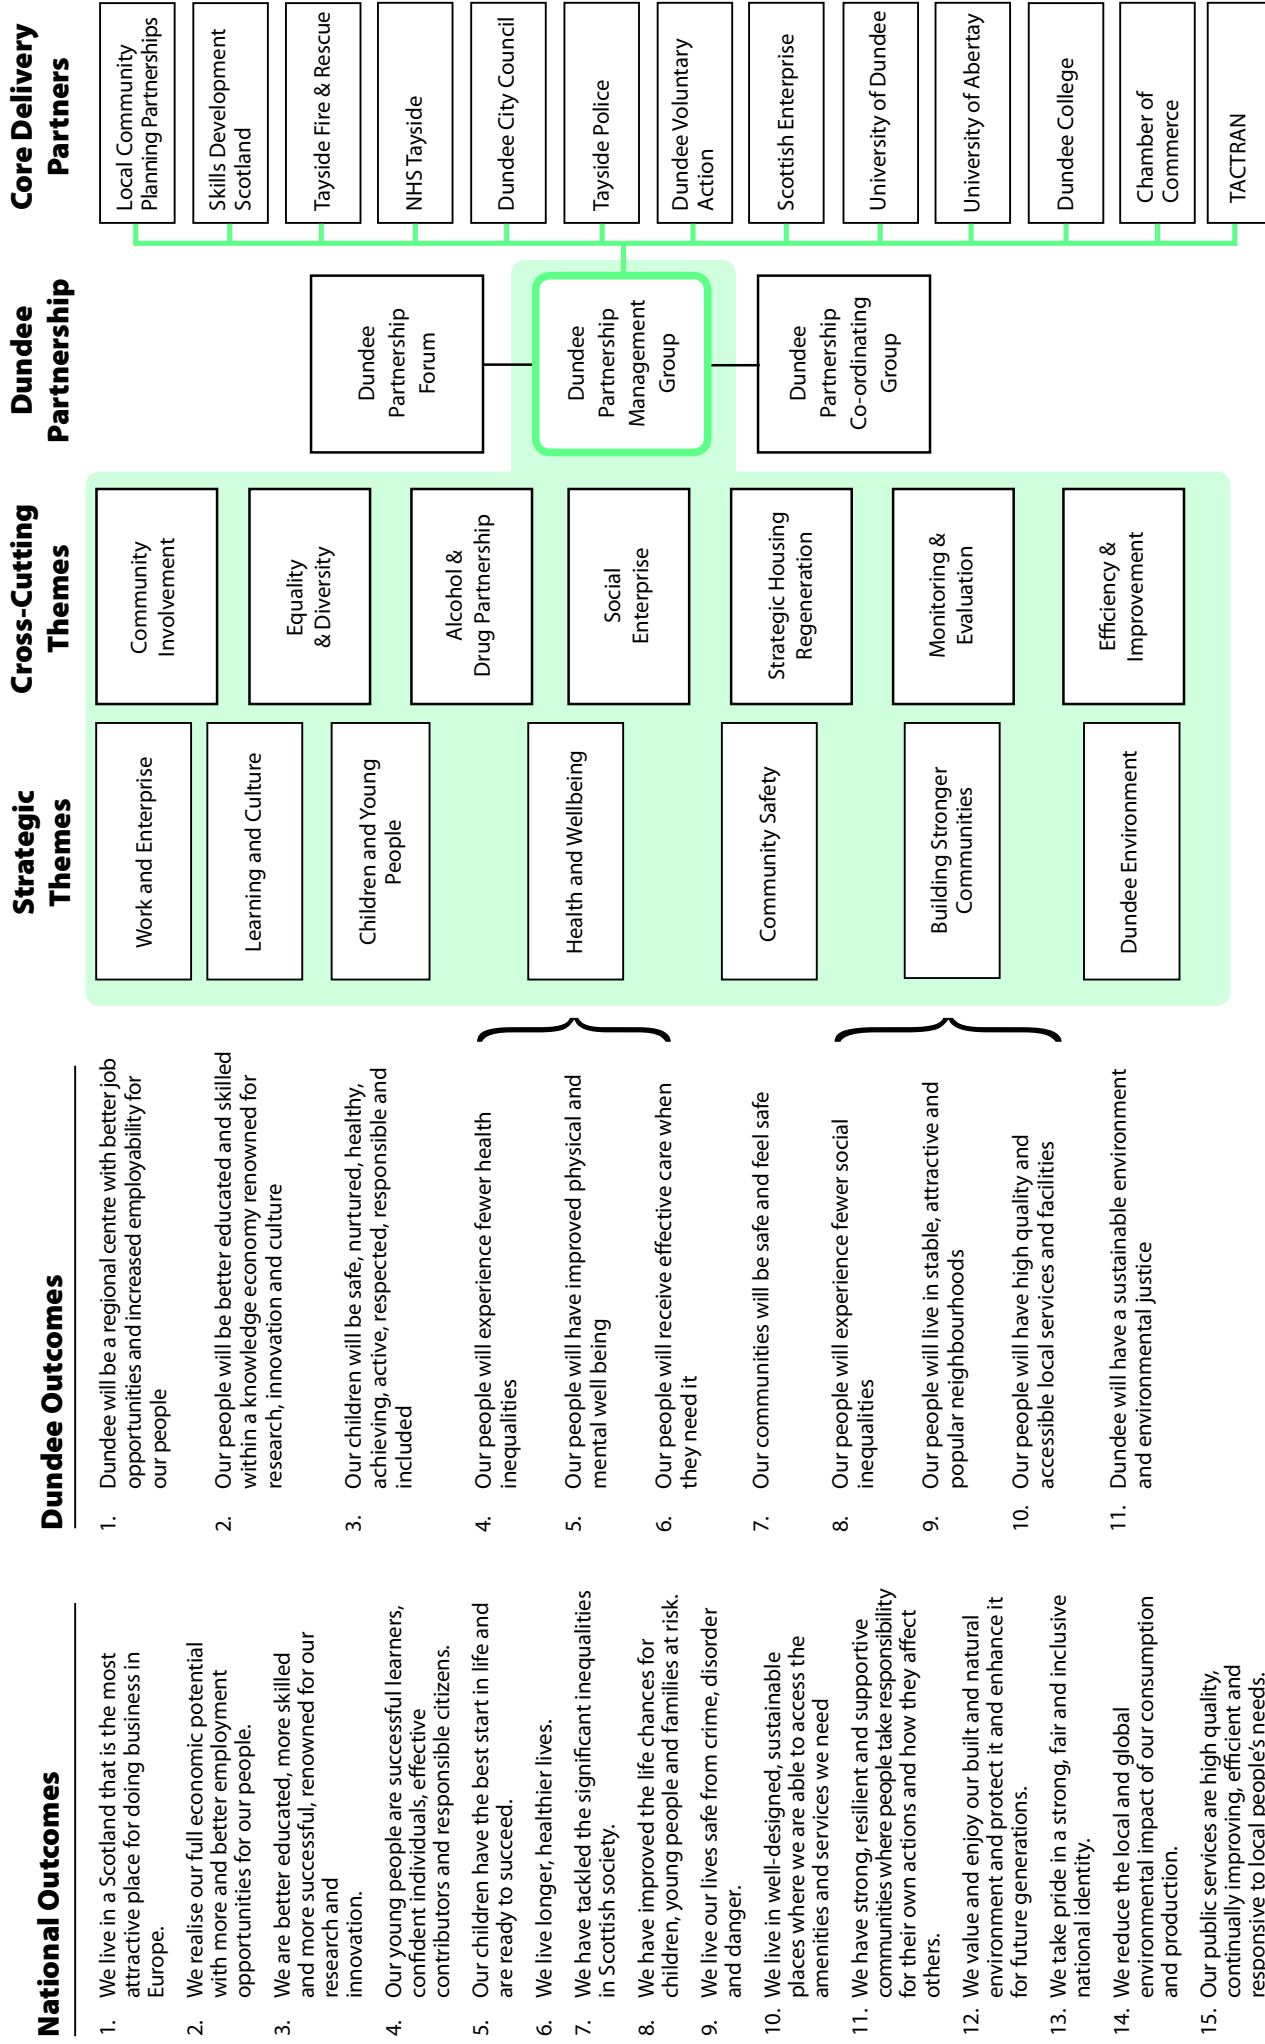 National Outcomes
1. We live in a Scotland that is the most
attractive place for doing business in
Europe.
2. We realise our full economic potential
with more and better employment
opportunities for our people.
3. We are better educated, more skilled
and more successful, renowned for our
research and
innovation.
4. Our young people are successful learners,
confident individuals, effective
contributors and responsible citizens.
5. Our children have the best start in life and
are ready to succeed.
6. We live longer, healthier lives.
7. We have tackled the significant inequalities
in Scottish society.
8. We have improved the life chances for
children, young people and families at risk.
9. We live our lives safe from crime, disorder
and danger.
10. We live in well-designed, sustainable
places where we are able to access the
amenities and services we need
11. We have strong, resilient and supportive
communities where people take responsibility
for their own actions and how they affect
others.
12. We value and enjoy our built and natural
environment and protect it and enhance it
for future generations.
13. We take pride in a strong, fair and inclusive
national identity.
14. We reduce the local and global
environmental impact of our consumption
and production.
15. Our public services are high quality,
continually improving, efficient and
responsive to local people's needs.
Dundee Outcomes
1. Dundee will be a regional centre with better job
opportunities and increased employability for
our people
2. Our people will be better educated and skilled
within a knowledge economy renowned for
research, innovation and culture
3. Our children will be safe, nurtured, healthy,
achieving, active, respected, responsible and
included
4. Our people will experience fewer health
inequalities
5. Our people will have improved physical and
mental well being
6. Our people will receive effective care when
they need it
7. Our communities will be safe and feel safe
8. Our people will experience fewer social
inequalities
9. Our people will live in stable, attractive and
popular neighbourhoods
10. Our people will have high quality and
accessible local services and facilities
11. Dundee will have a sustainable environment
and environmental justice
Strategic
Themes
Work and Enterprise
Learning and Culture
Children and Young
People
Health and Wellbeing
Community Safety
Building Stronger
Communities
Dundee Environment
Cross-Cutting
Themes
Community
Involvement
Equality
& Diversity
Alcohol &
Drug Partnership
Social
Enterprise
Strategic Housing
Regeneration
Monitoring &
Evaluation
Efficiency &
Improvement
Dundee
Partnership
Dundee
Partnership
Forum
Dundee
Partnership
Management
Group
Dundee
Partnership
Co-ordinating
Group
Core Delivery
Partners
Local Community
Planning Partnerships
Skills Development
Scotland
Tayside Fire & Rescue
NHS Tayside
Dundee City Council
Tayside Police
Dundee Voluntary
Action
Scottish Enterprise
University of Dundee
University of Abertay
Dundee College
Chamber of
Commerce
TACTRAN